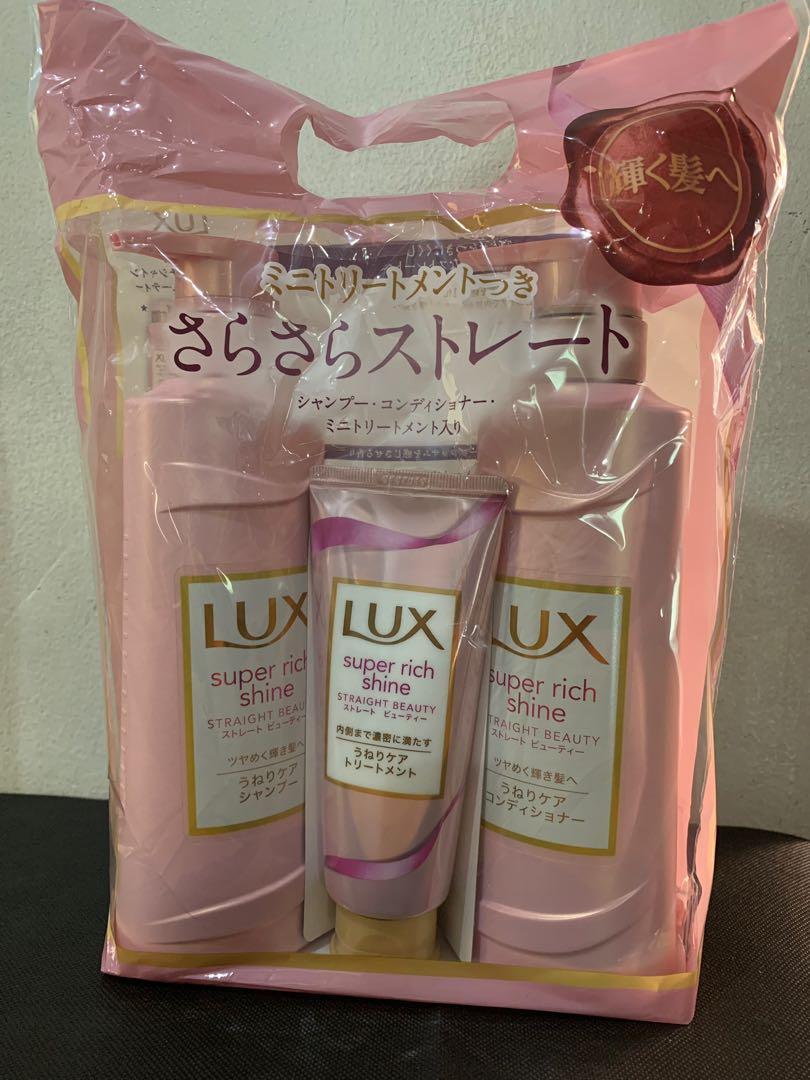 輝く髪へ
LUX
ミニトリートメントつき
さらさらストレート
シャンプー・コンディショナー・
ミニトリートメント入り
LUX
super rich
shine
STRAIGHT BEAUTY
ストレート ビューティー
ツヤめく輝き髪へ
うねりケア
シャンプー
LUX
super rich
shine
STRAIGHT BEAUTY
ストレート ビューティー
内側まで濃密に満たす
うねりケア
トリートメント
LUX
super rich
shine
STRAIGHT BEAUTY
ストレート ビューティー
ツヤめく輝き髪へ
うねりケア
コンディショナー